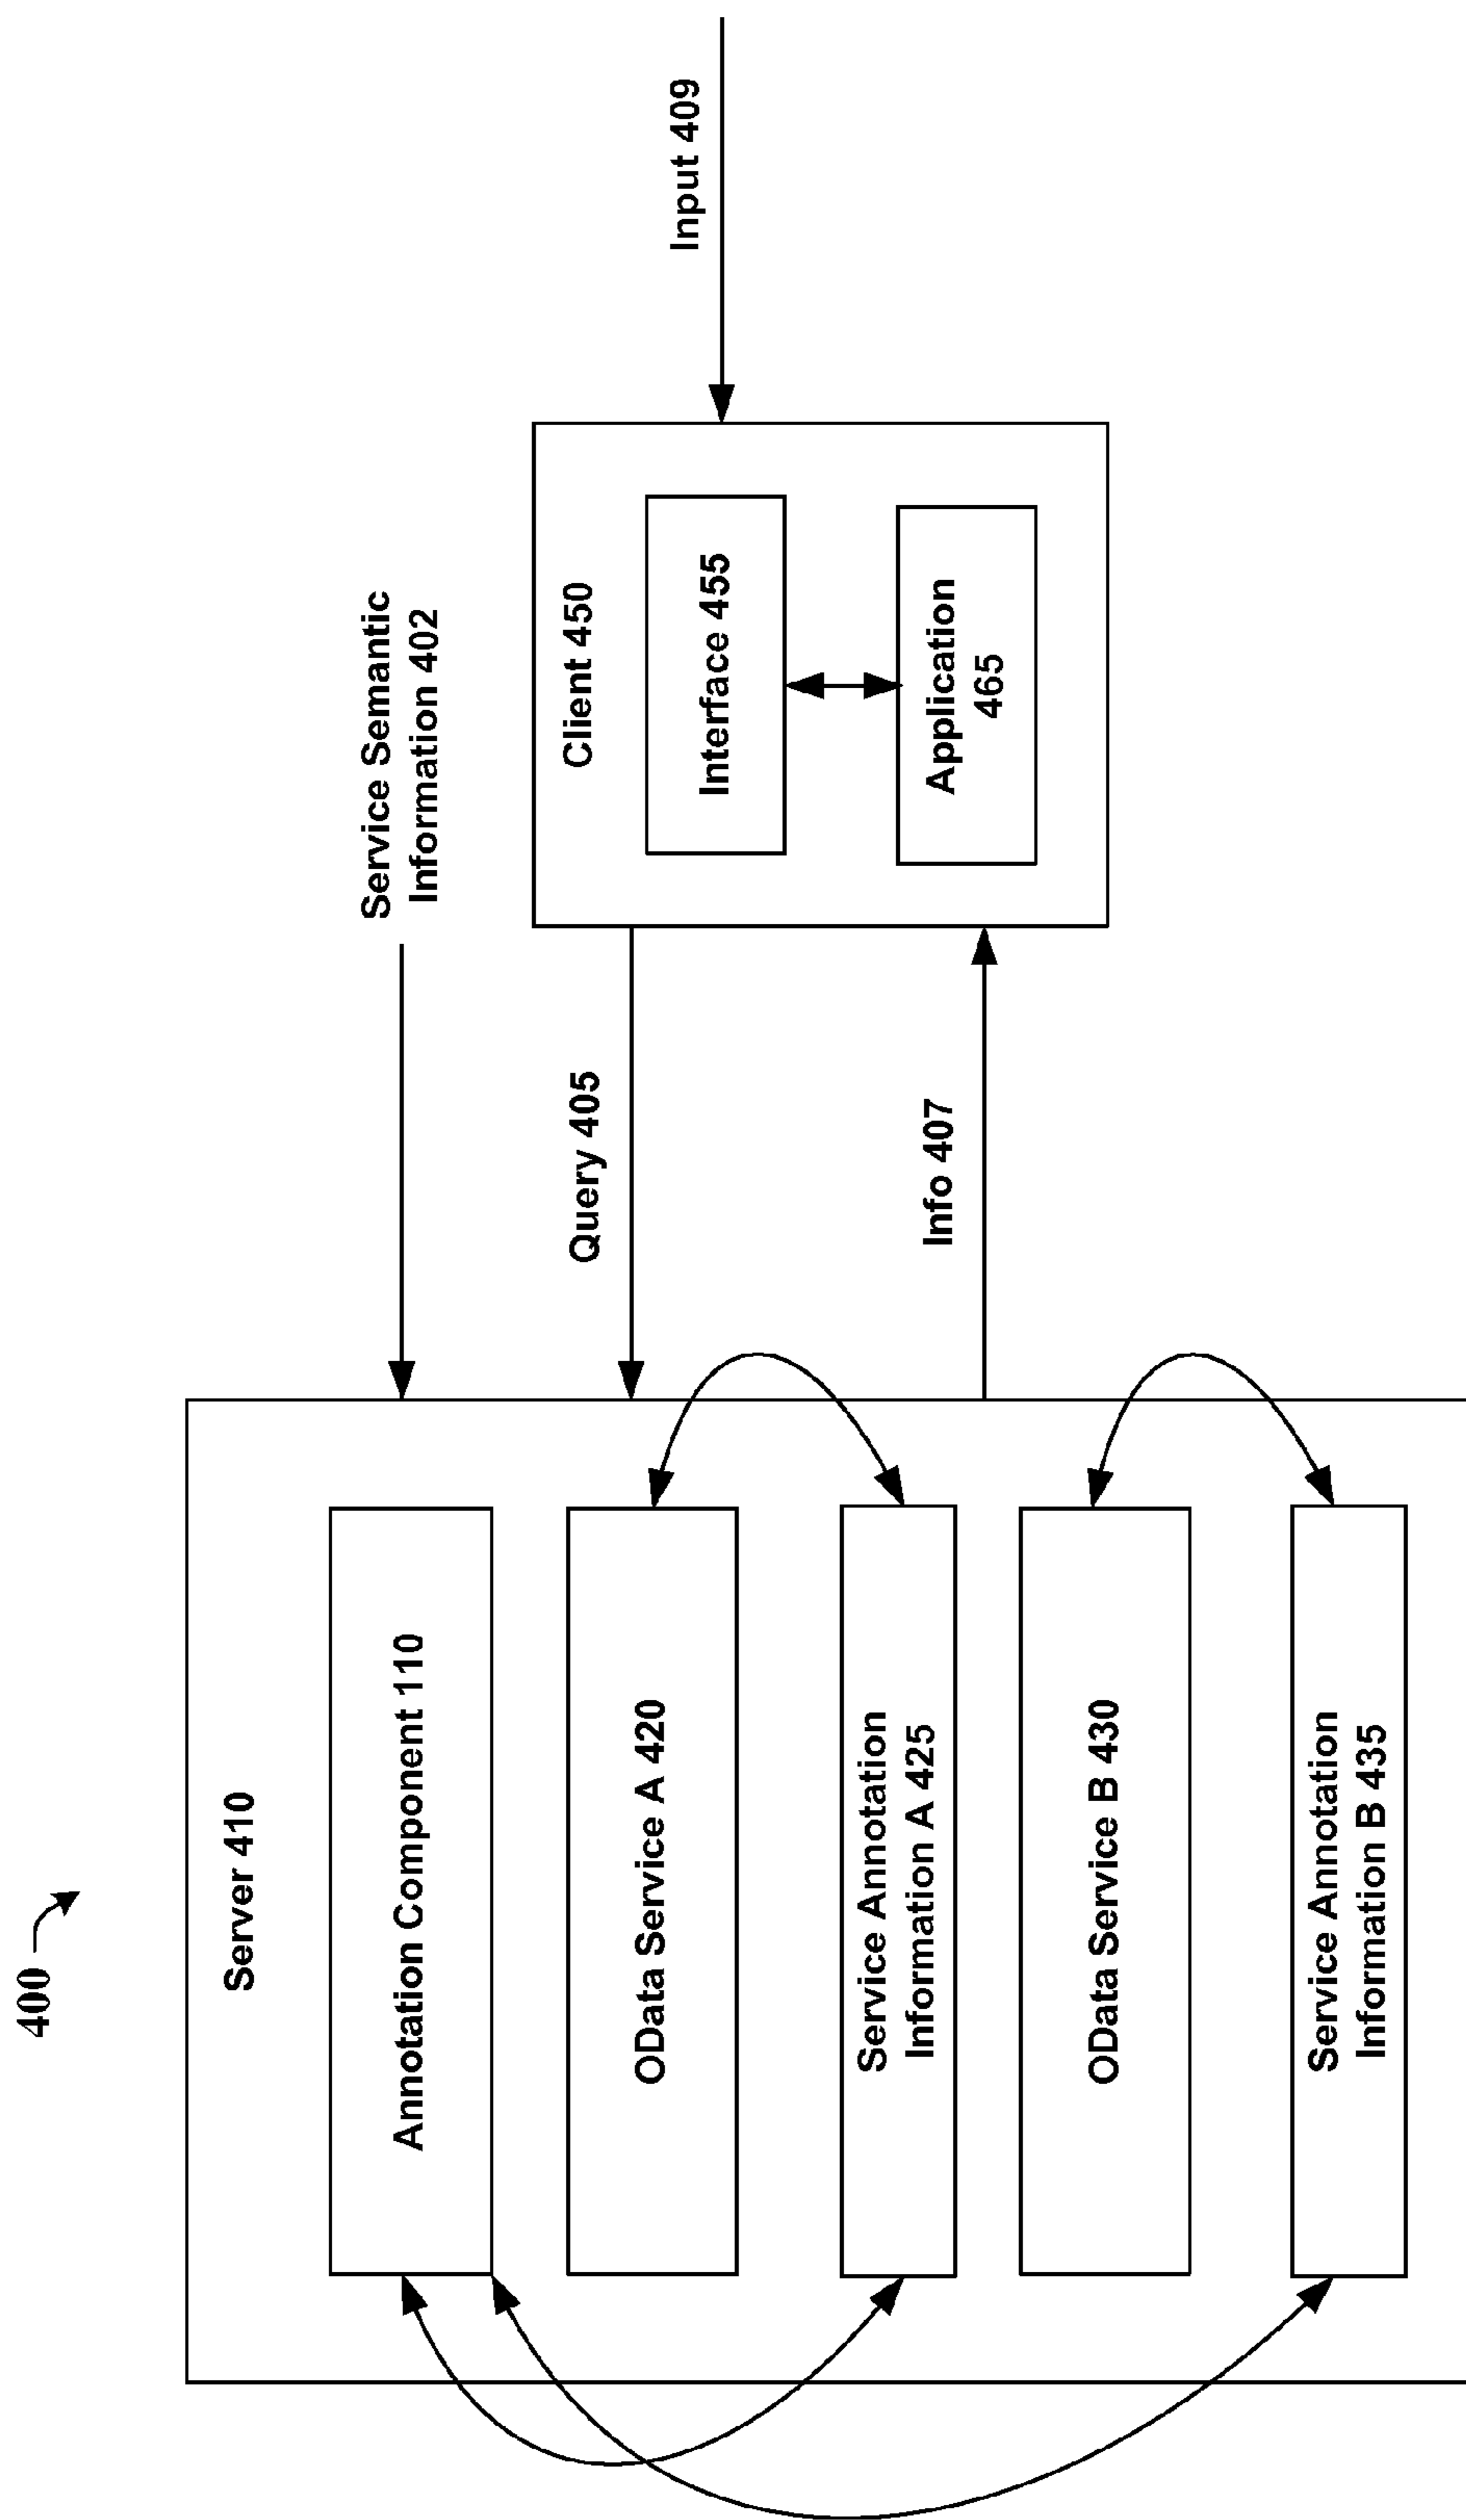 400
Server 410
Annotation Component 110
OData Service A 420
Service Annotation
Information A 425
OData Service B 430
Service Annotation
Information B 435
Service Semantic
Information 402
Query 405
Info 407
Client 450
Interface 455
Application
465
Input 409